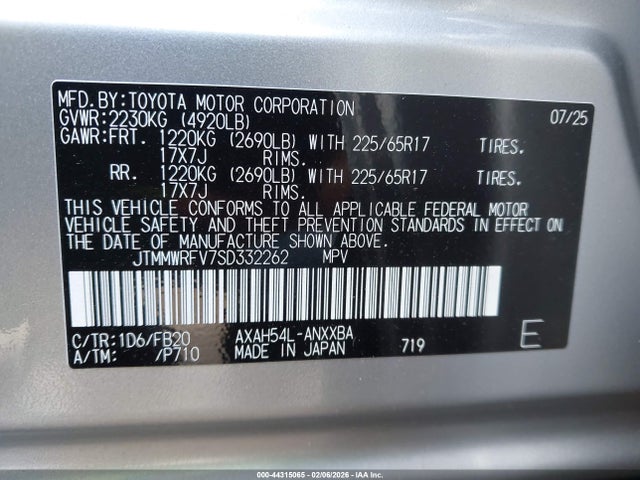 MFD.BY:TOYOTA MOTOR CORPORATION 07/25
GVWR:2230KG (4920LB)
GAWR:FRT. 1220KG (2690LB) WITH 225/65R17 TIRES.
17X7J RIMS.
RR. 1220KG (2690LB) WITH 225/65R17 TIRES.
17X7J RIMS.
THIS VEHICLE CONFORMS TO ALL APPLICABLE FEDERAL MOTOR
VEHICLE SAFETY AND THEFT PREVENTION STANDARDS IN EFFECT ON
THE DATE OF MANUFACTURE SHOWN ABOVE.
JTMMWRFV7SD332262 MPV
C/TR:1D6/FB20 AXAH54L-ANXXBA
A/TM: /P710 MADE IN JAPAN 719 E
000-44315065 - 02/06/2026 - IAA Inc.